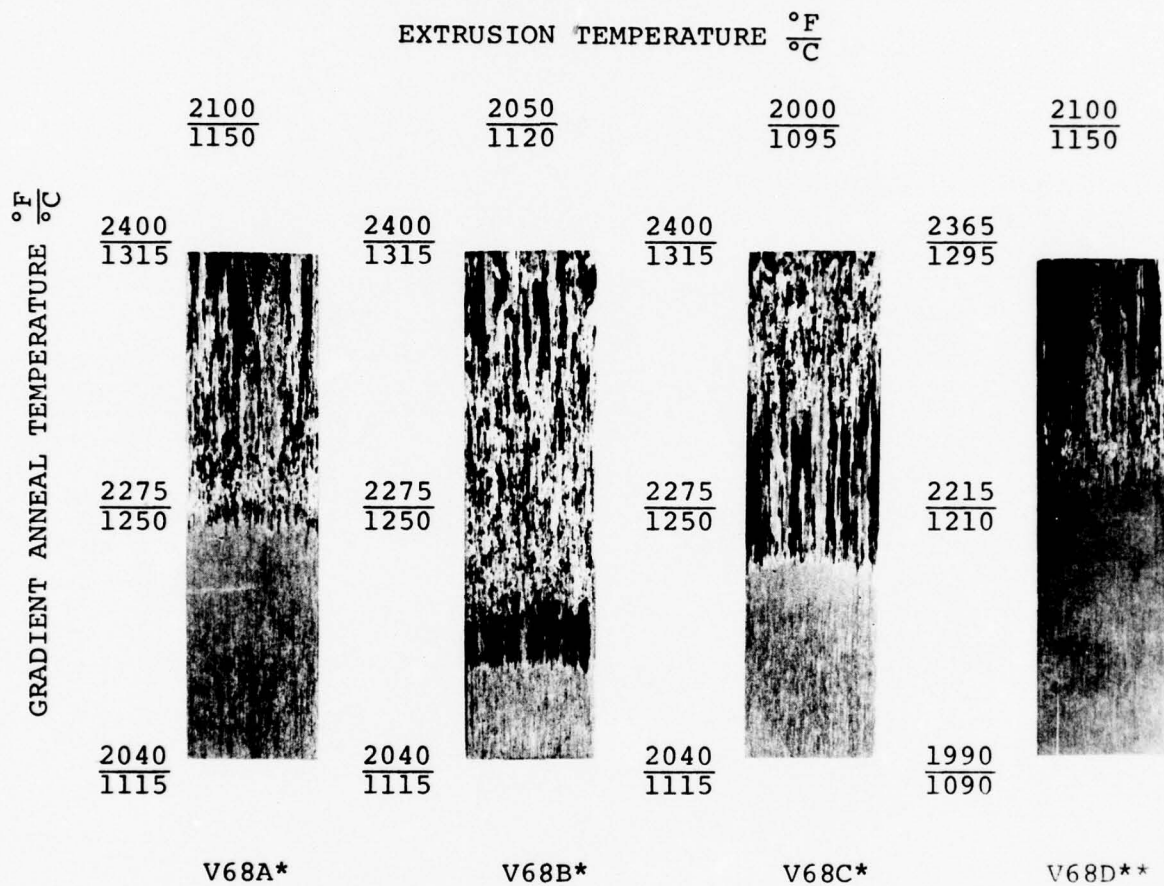 EXTRUSION TEMPERATURE °F
°C
2100 2050 2000 2100
1150 1120 1095 1150
GRADIENT ANNEAL TEMPERATURE °F
°C
2400 2400 2400 2365
1315 1315 1315 1295
2275 2275 2275 2215
1250 1250 1250 1210
2040 2040 2040 1990
1115 1115 1115 1090
V68A* V68B* V68C* V68D**